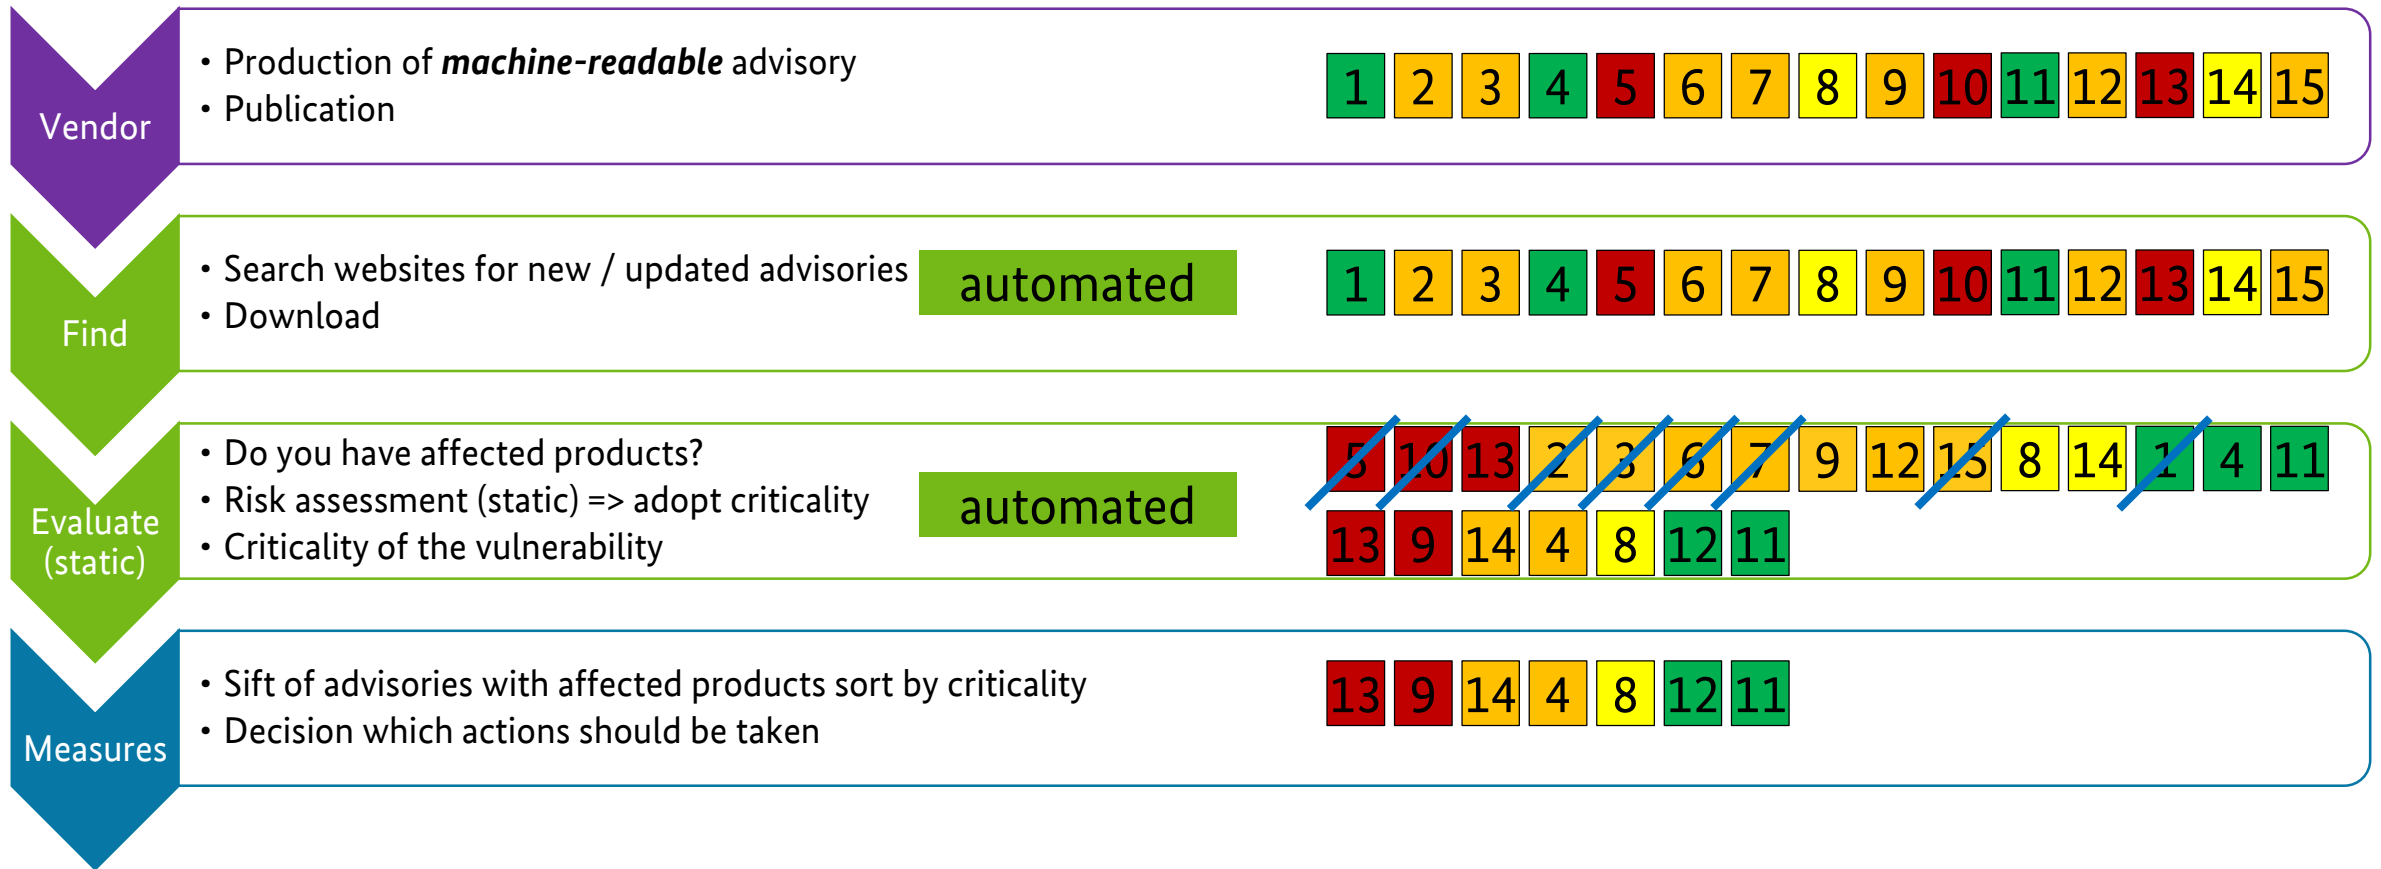 Vendor
• Production of machine-readable advisory
• Publication
1 2 3 4 5 6 7 8 9 10 11 12 13 14 15
Find
• Search websites for new / updated advisories
• Download
automated
1 2 3 4 5 6 7 8 9 10 11 12 13 14 15
Evaluate
(static)
• Do you have affected products?
• Risk assessment (static) => adopt criticality
• Criticality of the vulnerability
automated
5 10 13 2 3 6 7 9 12 15 8 14 1 4 11
13 9 14 4 8 12 11
Measures
• Sift of advisories with affected products sort by criticality
• Decision which actions should be taken
13 9 14 4 8 12 11